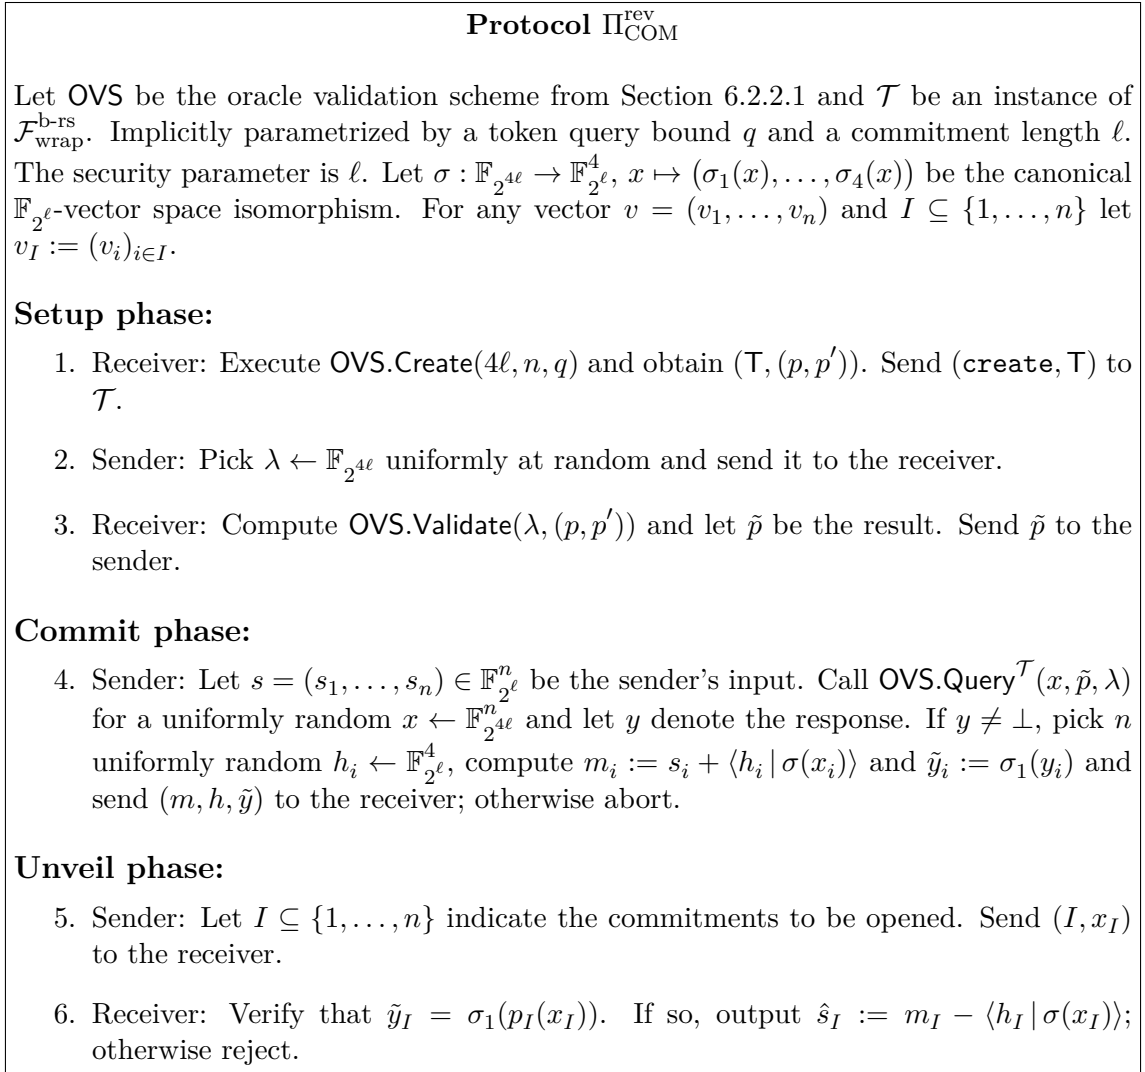 Protocol Π^rev_COM
Let OVS be the oracle validation scheme from Section 6.2.2.1 and 𝒯 be an instance of
ℱ^b-rs_wrap. Implicitly parametrized by a token query bound q and a commitment length ℓ.
The security parameter is ℓ. Let σ : 𝔽_{2^{4ℓ}} → 𝔽^4_{2^ℓ}, x ↦ (σ_1(x), . . . , σ_4(x)) be the canonical
𝔽_{2^ℓ}-vector space isomorphism. For any vector v = (v_1, . . . , v_n) and I ⊆ {1, . . . , n} let
v_I := (v_i)_{i∈I}.
Setup phase:
1. Receiver: Execute OVS.Create(4ℓ, n, q) and obtain (T, (p, p′)). Send (create, T) to
𝒯.
2. Sender: Pick λ ← 𝔽_{2^{4ℓ}} uniformly at random and send it to the receiver.
3. Receiver: Compute OVS.Validate(λ, (p, p′)) and let p̃ be the result. Send p̃ to the
sender.
Commit phase:
4. Sender: Let s = (s_1, . . . , s_n) ∈ 𝔽^n_{2^ℓ} be the sender's input. Call OVS.Query^𝒯(x, p̃, λ)
for a uniformly random x ← 𝔽^n_{2^{4ℓ}} and let y denote the response. If y ≠ ⊥, pick n
uniformly random h_i ← 𝔽^4_{2^ℓ}, compute m_i := s_i + ⟨h_i | σ(x_i)⟩ and ỹ_i := σ_1(y_i) and
send (m, h, ỹ) to the receiver; otherwise abort.
Unveil phase:
5. Sender: Let I ⊆ {1, . . . , n} indicate the commitments to be opened. Send (I, x_I)
to the receiver.
6. Receiver: Verify that ỹ_I = σ_1(p_I(x_I)). If so, output ŝ_I := m_I − ⟨h_I | σ(x_I)⟩;
otherwise reject.